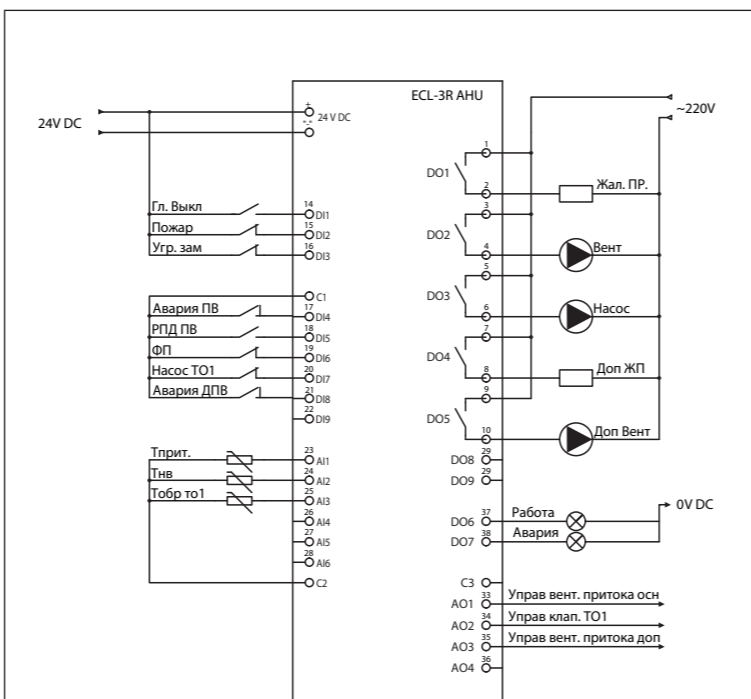 ECL-3R AHU
24V DC
+
24 V DC
~220V
14
Гл. Выкл
DI1
15
Пожар
DI2
16
Угр. зам
DI3
C1
17
Авария ПВ
DI4
18
РПД ПВ
DI5
19
ФП
DI6
20
Насос ТО1
DI7
21
Авария ДПВ
DI8
22
DI9
23
Тприт.
AI1
24
Тнв
AI2
25
Тобр то1
AI3
26
AI4
27
AI5
28
AI6
C2
1
DO1
2
Жал. ПР.
3
DO2
4
Вент
5
DO3
6
Насос
7
DO4
8
Доп ЖП
9
DO5
10
Доп Вент
29
DO8
29
DO9
0V DC
37
DO6
Работа
38
DO7
Авария
C3
33
AO1
Управ вент. притока осн
34
AO2
Управ клап. ТО1
35
AO3
Управ вент. притока доп
36
AO4